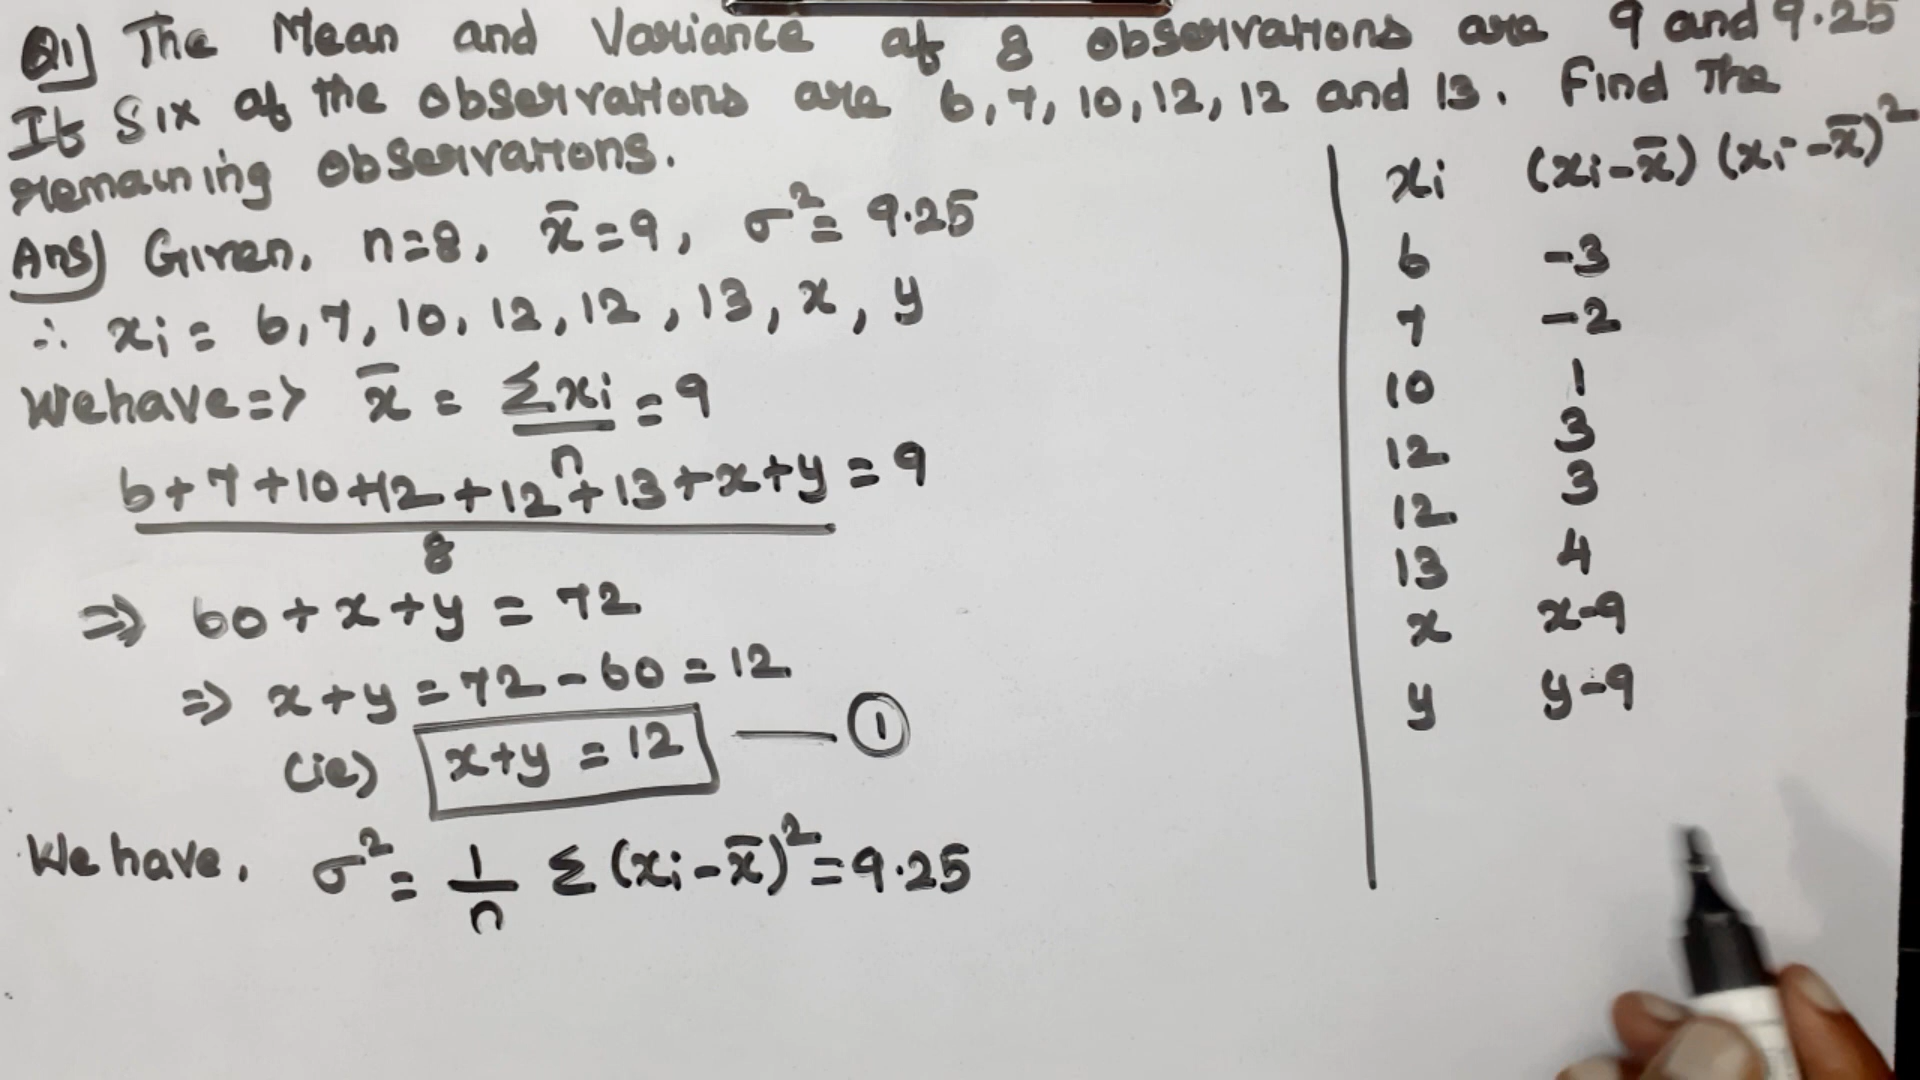 Q1) The Mean and Variance of 8 observations are 9 and 9.25
If six of the observations are 6, 7, 10, 12, 12 and 13. Find The
remaining observations.
Ans) Given, n=8, x̄=9, σ²= 9.25
∴ xi = 6, 7, 10, 12, 12, 13, x, y
We have => x̄ = Σxi/n = 9
(6+7+10+12+12+13+x+y)/8 = 9
=> 60+x+y = 72
=> x+y = 72-60 = 12
(ie) x+y = 12 —— ①
We have, σ² = 1/n Σ(xi-x̄)² = 9.25
xi (xi-x̄) (xi-x̄)²
6 -3
7 -2
10 1
12 3
12 3
13 4
x x-9
y y-9